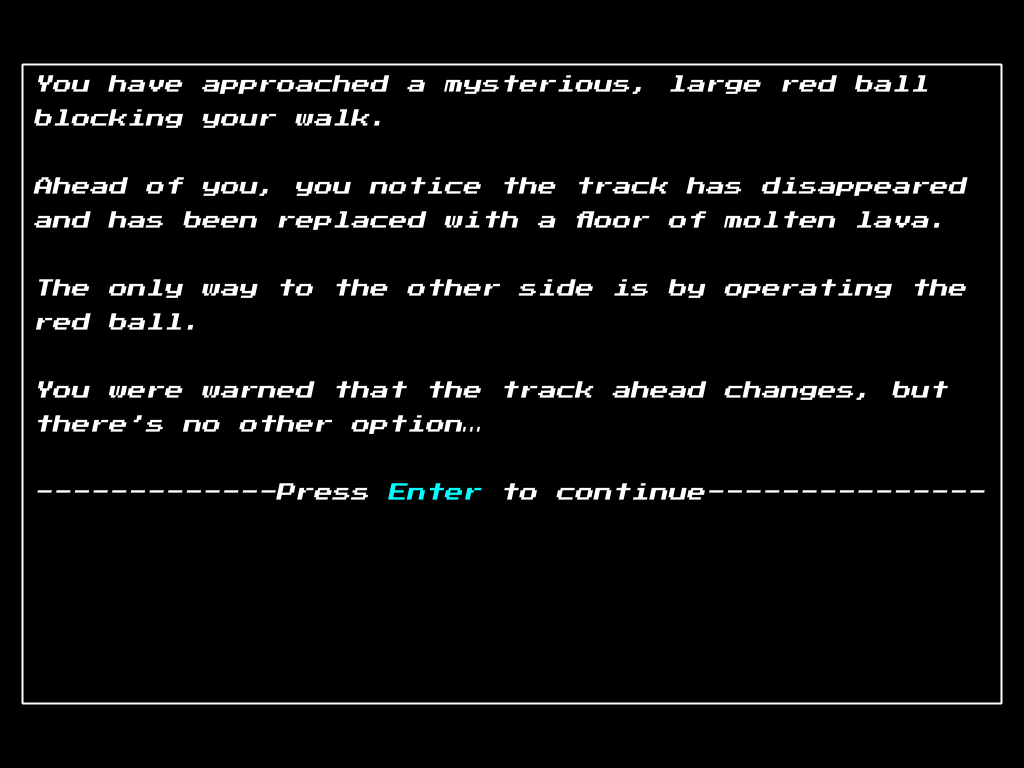 You have approached a mysterious, large red ball
blocking your walk.
Ahead of you, you notice the track has disappeared
and has been replaced with a floor of molten lava.
The only way to the other side is by operating the
red ball.
You were warned that the track ahead changes, but
there's no other option…
-------------Press Enter to continue---------------